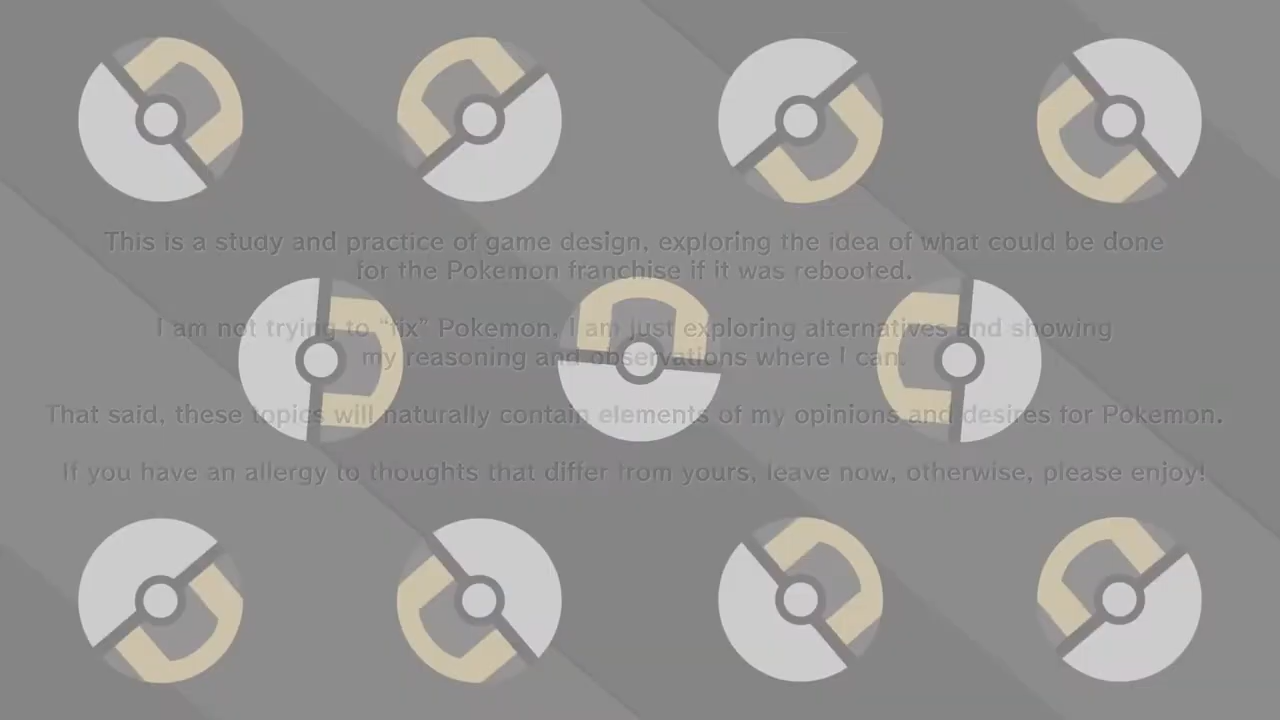 This is a study and practice of game design, exploring the idea of what could be done
for the Pokemon franchise if it was rebooted.
I am not trying to “fix” Pokemon. I am just exploring alternatives and showing
my reasoning and observations where I can.
That said, these topics will naturally contain elements of my opinions and desires for Pokemon.
If you have an allergy to thoughts that differ from yours, leave now, otherwise, please enjoy!